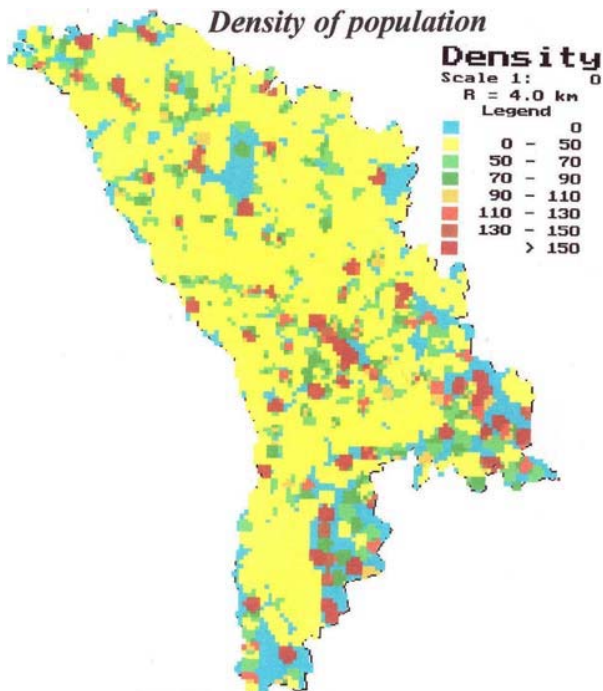 Density of population
Density
Scale 1: 0
R = 4.0 km
Legend
0
0 - 50
50 - 70
70 - 90
90 - 110
110 - 130
130 - 150
> 150